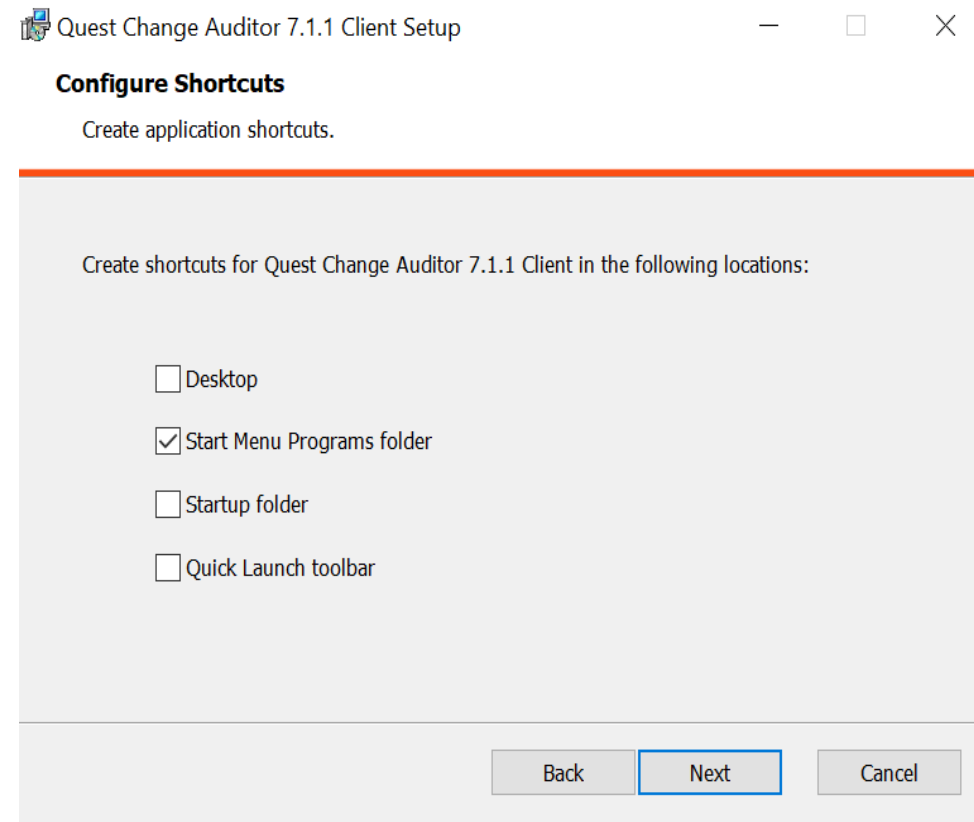 Quest Change Auditor 7.1.1 Client Setup
Configure Shortcuts
Create application shortcuts.
Create shortcuts for Quest Change Auditor 7.1.1 Client in the following locations:
Desktop
Start Menu Programs folder
Startup folder
Quick Launch toolbar
Back Next Cancel